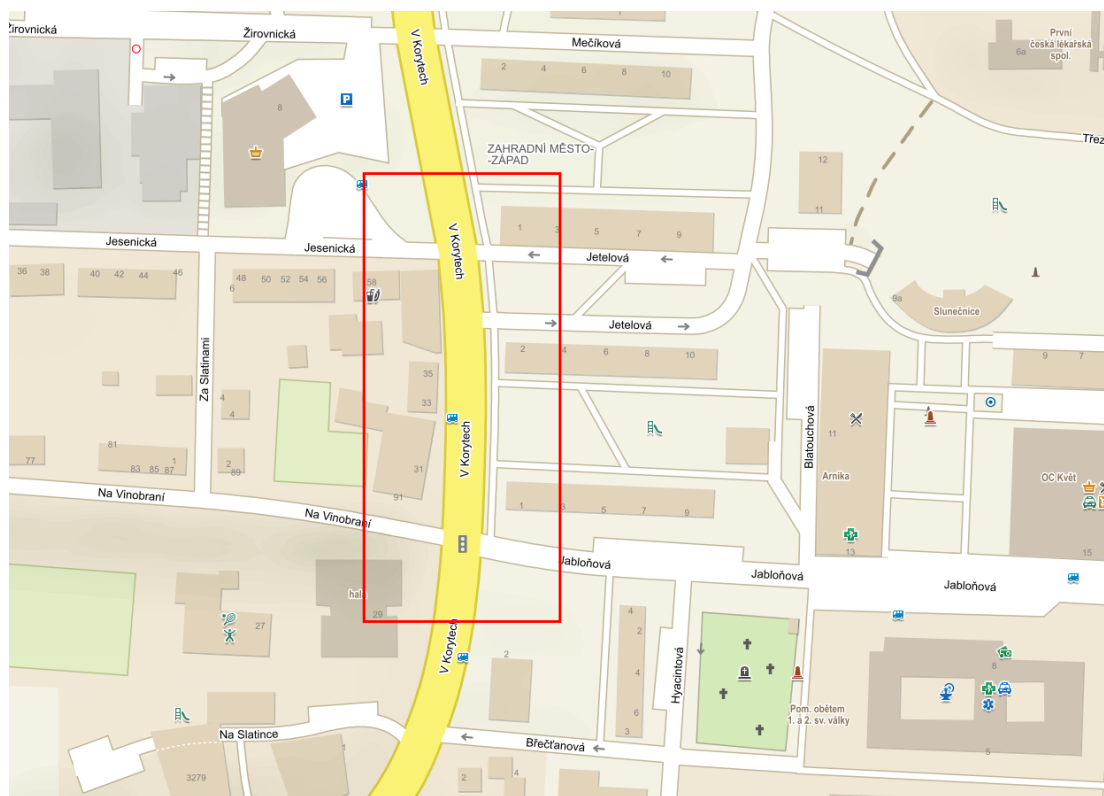 Žirovnická
Žirovnická
V Korytech
Mečíková
První
česká lékařská
spol.
6a
2 4 6 8 10
8
P
Třez
ZAHRADNÍ MĚSTO-
-ZÁPAD
12
11
V Korytech
1 3 5 7 9
Jesenická
Jesenická
Jetelová
36 38 40 42 44 46
48 50 52 54 56
6
58
9a
Slunečnice
Jetelová
Za Slatinami
2 4 6 8 10
9 7
35
33
4
4
Blatouchová
11
V Korytech
81
77
83 85 87
1
2
89
31
91
Arnika
OC Květ
Na Vinobraní
Na Vinobraní
1 3 5 7 9
13
15
Jabloňová
Jabloňová
Jabloňová
hala
29
27
4
2
4
6
3
2
V Korytech
Hyacintová
8
Pom. obětem
1. a 2. sv. války
5
Na Slatince
1
Břečťanová
3279
2
4
2